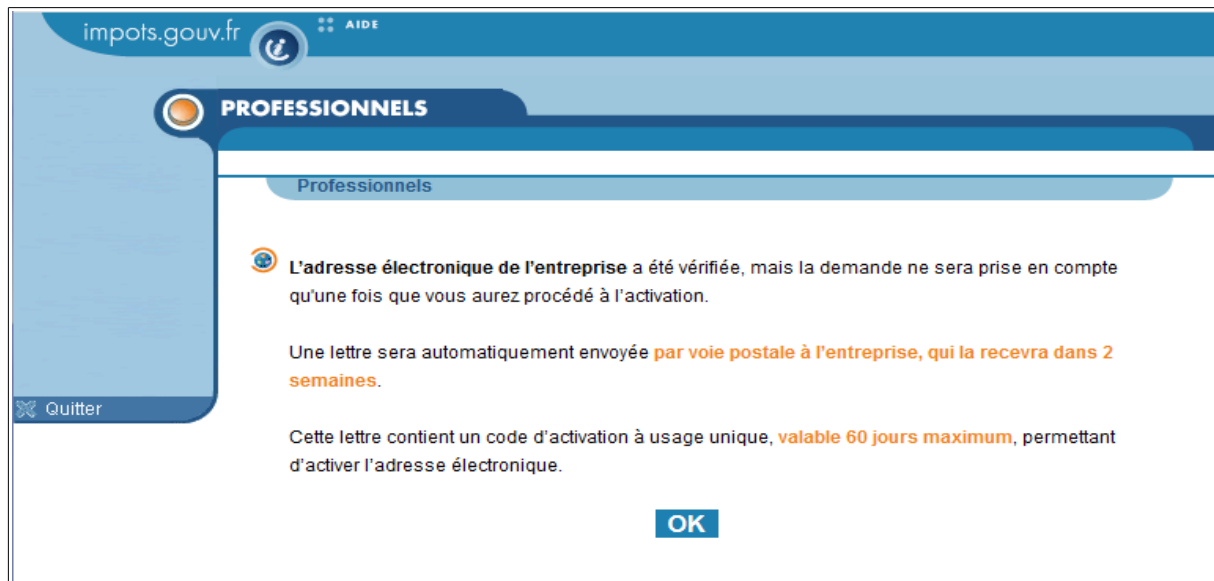 impots.gouv.fr
AIDE
PROFESSIONNELS
Professionnels
L’adresse électronique de l’entreprise a été vérifiée, mais la demande ne sera prise en compte
qu'une fois que vous aurez procédé à l’activation.
Une lettre sera automatiquement envoyée par voie postale à l’entreprise, qui la recevra dans 2
semaines.
Quitter
Cette lettre contient un code d’activation à usage unique, valable 60 jours maximum, permettant
d’activer l’adresse électronique.
OK